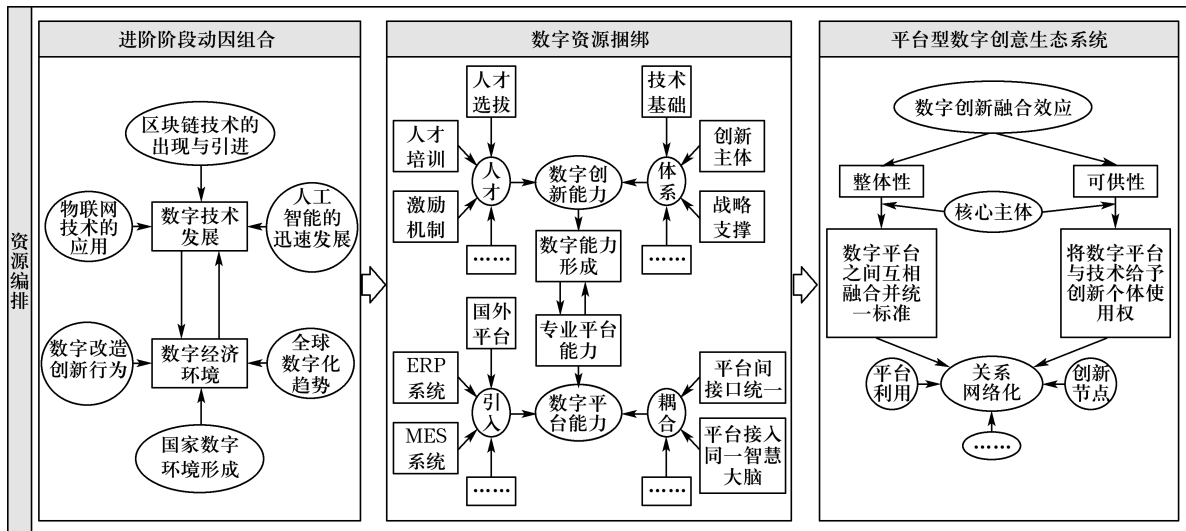 资源编排
进阶阶段动因组合
区块链技术的
出现与引进
物联网
技术的
应用
数字技术
发展
人工
智能的
迅速发展
数字改造
创新行为
数字经济
环境
全球
数字化
趋势
国家数字
环境形成
数字资源捆绑
人才
选拔
技术
基础
人才
培训
创新
主体
人才
数字创
新能力
体系
激励
机制
战略
支撑
……
……
数字能力
形成
国外
平台
专业平台
能力
ERP
系统
平台间
接口统一
引入
数字平
台能力
耦合
MES
系统
平台接入
同一智慧
大脑
……
……
平台型数字创意生态系统
数字创新融合效应
整体性
可供性
核心主体
数字平台
之间互相
融合并统
一标准
将数字平台
与技术给予
创新个体使
用权
平台
利用
关系
网络化
创新
节点
……